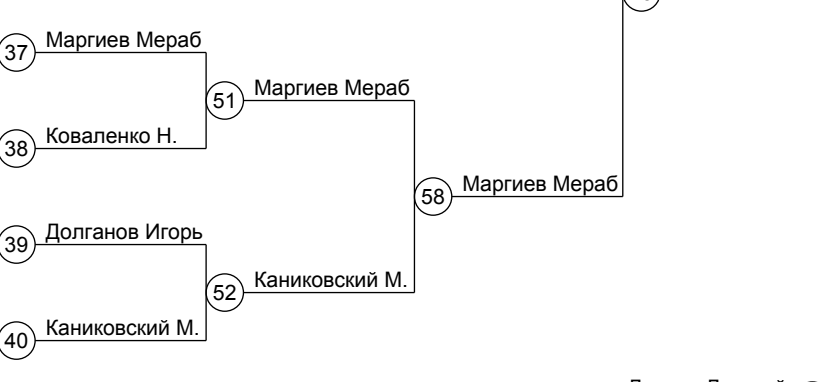 37 Маргиев Мераб
51 Маргиев Мераб
38 Коваленко Н.
58 Маргиев Мераб
39 Долганов Игорь
52 Каниковский М.
40 Каниковский М.